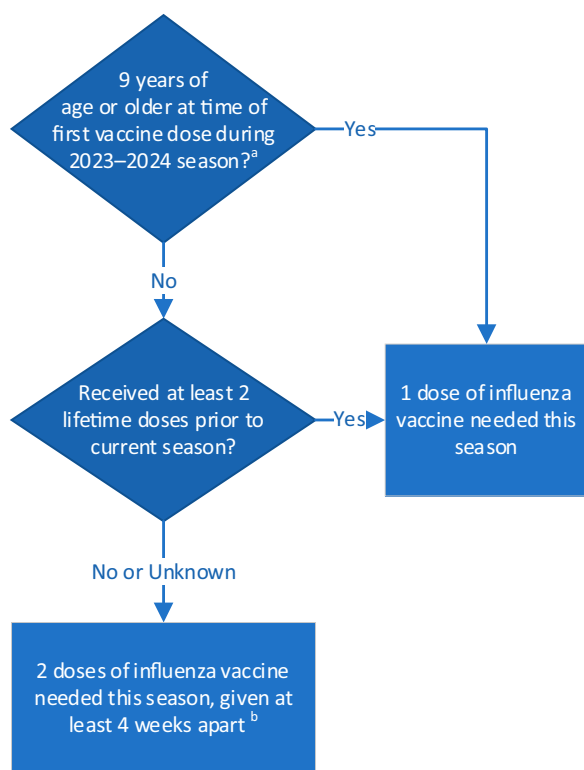 9 years of
age or older at time of
first vaccine dose during
2023–2024 season?ᵃ
Yes
No
Received at least 2
lifetime doses prior to
current season?
Yes
1 dose of influenza
vaccine needed this
season
No or Unknown
2 doses of influenza vaccine
needed this season, given at
least 4 weeks apart ᵇ